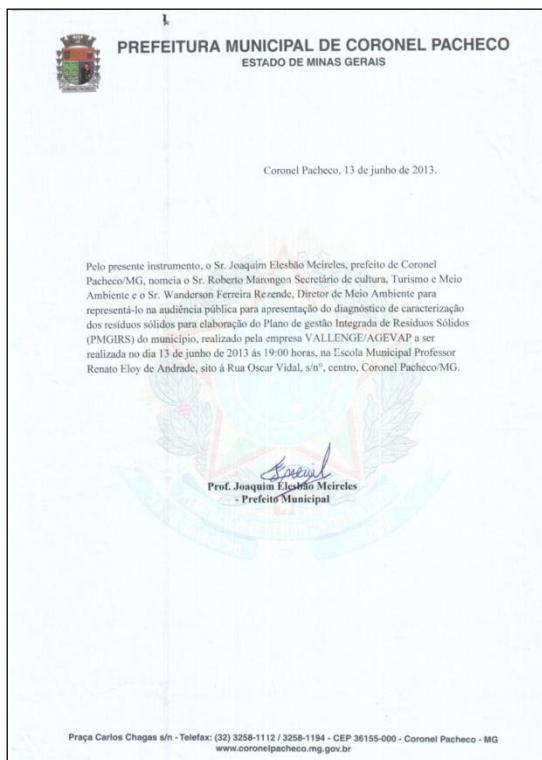 PREFEITURA MUNICIPAL DE CORONEL PACHECO
ESTADO DE MINAS GERAIS
Coronel Pacheco, 13 de junho de 2013.
Pelo presente instrumento, o Sr. Joaquim Elesbão Meireles, prefeito de Coronel
Pacheco/MG, nomeia o Sr. Roberto Marongon Secretário de cultura, Turismo e Meio
Ambiente e o Sr. Wanderson Ferreira Rezende, Diretor de Meio Ambiente para
representá-lo na audiência pública para apresentação do diagnóstico de caracterização
dos resíduos sólidos para elaboração do Plano de gestão Integrada de Resíduos Sólidos
(PMGIRS) do município, realizado pela empresa VALLENGE/AGEVAP a ser
realizada no dia 13 de junho de 2013 ás 19:00 horas, na Escola Municipal Professor
Renato Eloy de Andrade, sito á Rua Oscar Vidal, s/nº, centro, Coronel Pacheco/MG.
Prof. Joaquim Elesbão Meireles
- Prefeito Municipal
Praça Carlos Chagas s/n - Telefax: (32) 3258-1112 / 3258-1194 - CEP 36155-000 - Coronel Pacheco - MG
www.coronelpacheco.mg.gov.br